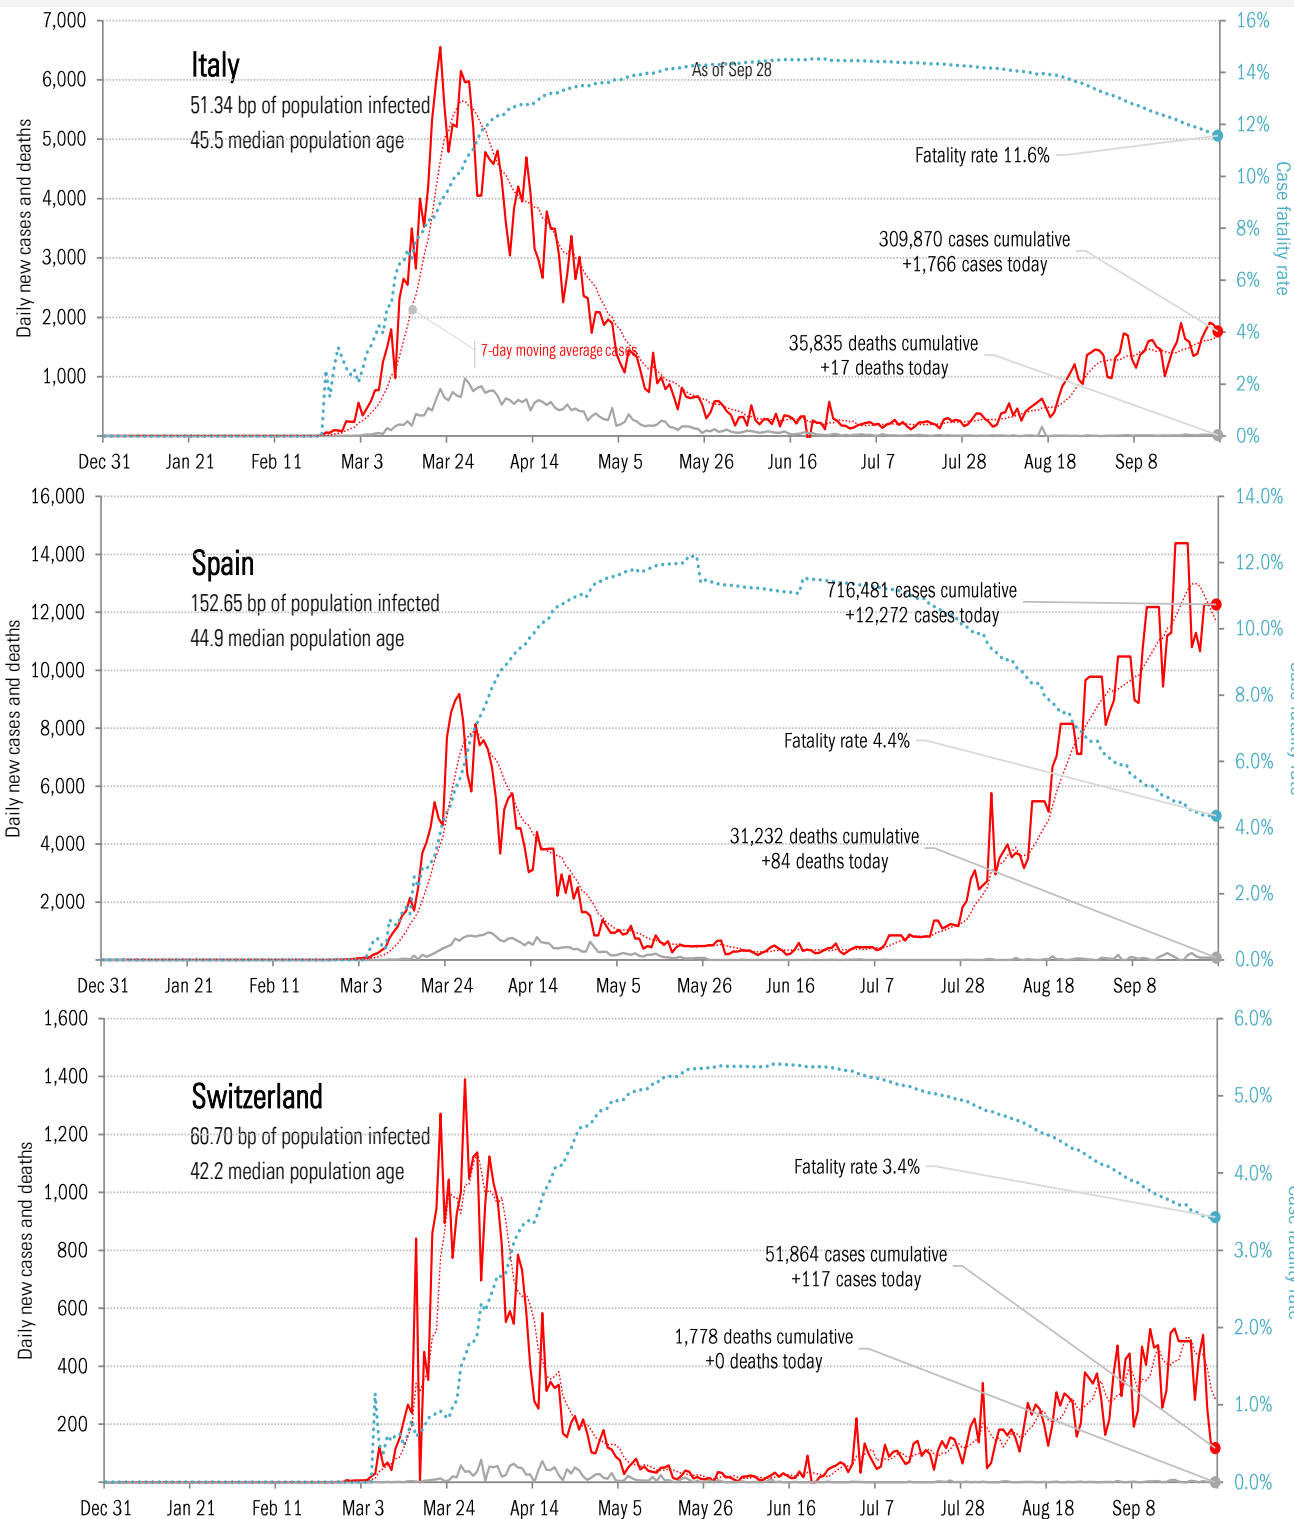 7,000
6,000
5,000
4,000
3,000
2,000
1,000
16%
14%
12%
10%
8%
6%
4%
2%
0%
Daily new cases and deaths
Case fatality rate
Italy
51.34 bp of population infected
45.5 median population age
As of Sep 28
Fatality rate 11.6%
309,870 cases cumulative
+1,766 cases today
35,835 deaths cumulative
+17 deaths today
7-day moving average cases
Dec 31 Jan 21 Feb 11 Mar 3 Mar 24 Apr 14 May 5 May 26 Jun 16 Jul 7 Jul 28 Aug 18 Sep 8
16,000
14,000
12,000
10,000
8,000
6,000
4,000
2,000
14.0%
12.0%
10.0%
8.0%
6.0%
4.0%
2.0%
0.0%
Daily new cases and deaths
Case fatality rate
Spain
152.65 bp of population infected
44.9 median population age
716,481 cases cumulative
+12,272 cases today
Fatality rate 4.4%
31,232 deaths cumulative
+84 deaths today
Dec 31 Jan 21 Feb 11 Mar 3 Mar 24 Apr 14 May 5 May 26 Jun 16 Jul 7 Jul 28 Aug 18 Sep 8
1,600
1,400
1,200
1,000
800
600
400
200
6.0%
5.0%
4.0%
3.0%
2.0%
1.0%
0.0%
Daily new cases and deaths
Case fatality rate
Switzerland
60.70 bp of population infected
42.2 median population age
Fatality rate 3.4%
51,864 cases cumulative
+117 cases today
1,778 deaths cumulative
+0 deaths today
Dec 31 Jan 21 Feb 11 Mar 3 Mar 24 Apr 14 May 5 May 26 Jun 16 Jul 7 Jul 28 Aug 18 Sep 8